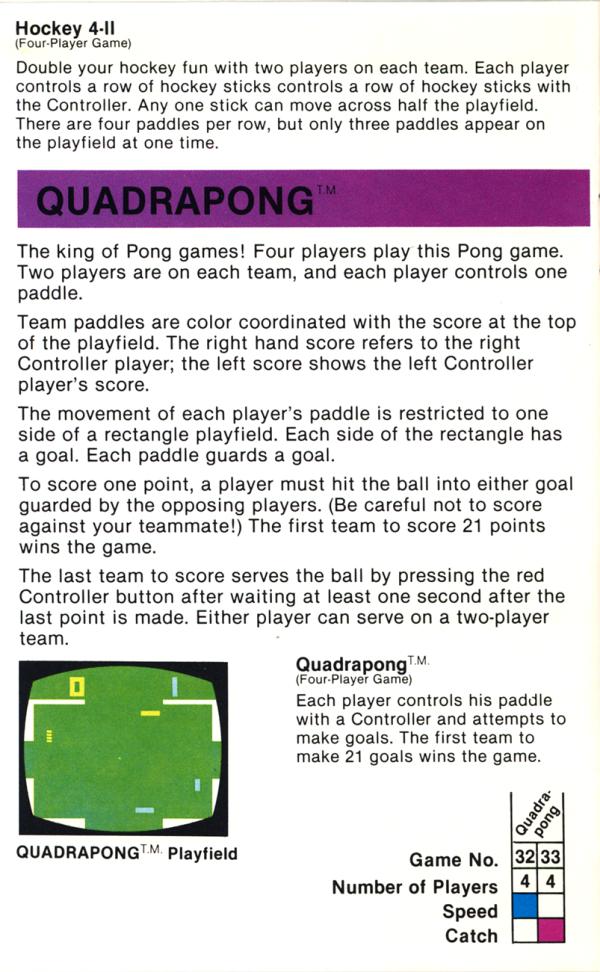 Hockey 4-II
(Four-Player Game)
Double your hockey fun with two players on each team. Each player
controls a row of hockey sticks controls a row of hockey sticks with
the Controller. Any one stick can move across half the playfield.
There are four paddles per row, but only three paddles appear on
the playfield at one time.
QUADRAPONG T.M.
The king of Pong games! Four players play this Pong game.
Two players are on each team, and each player controls one
paddle.
Team paddles are color coordinated with the score at the top
of the playfield. The right hand score refers to the right
Controller player; the left score shows the left Controller
player's score.
The movement of each player's paddle is restricted to one
side of a rectangle playfield. Each side of the rectangle has
a goal. Each paddle guards a goal.
To score one point, a player must hit the ball into either goal
guarded by the opposing players. (Be careful not to score
against your teammate!) The first team to score 21 points
wins the game.
The last team to score serves the ball by pressing the red
Controller button after waiting at least one second after the
last point is made. Either player can serve on a two-player
team.
0 1
QUADRAPONG T.M. Playfield
Quadrapong T.M.
(Four-Player Game)
Each player controls his paddle
with a Controller and attempts to
make goals. The first team to
make 21 goals wins the game.
Quadra-
pong
Game No. 32 33
Number of Players 4 4
Speed
Catch